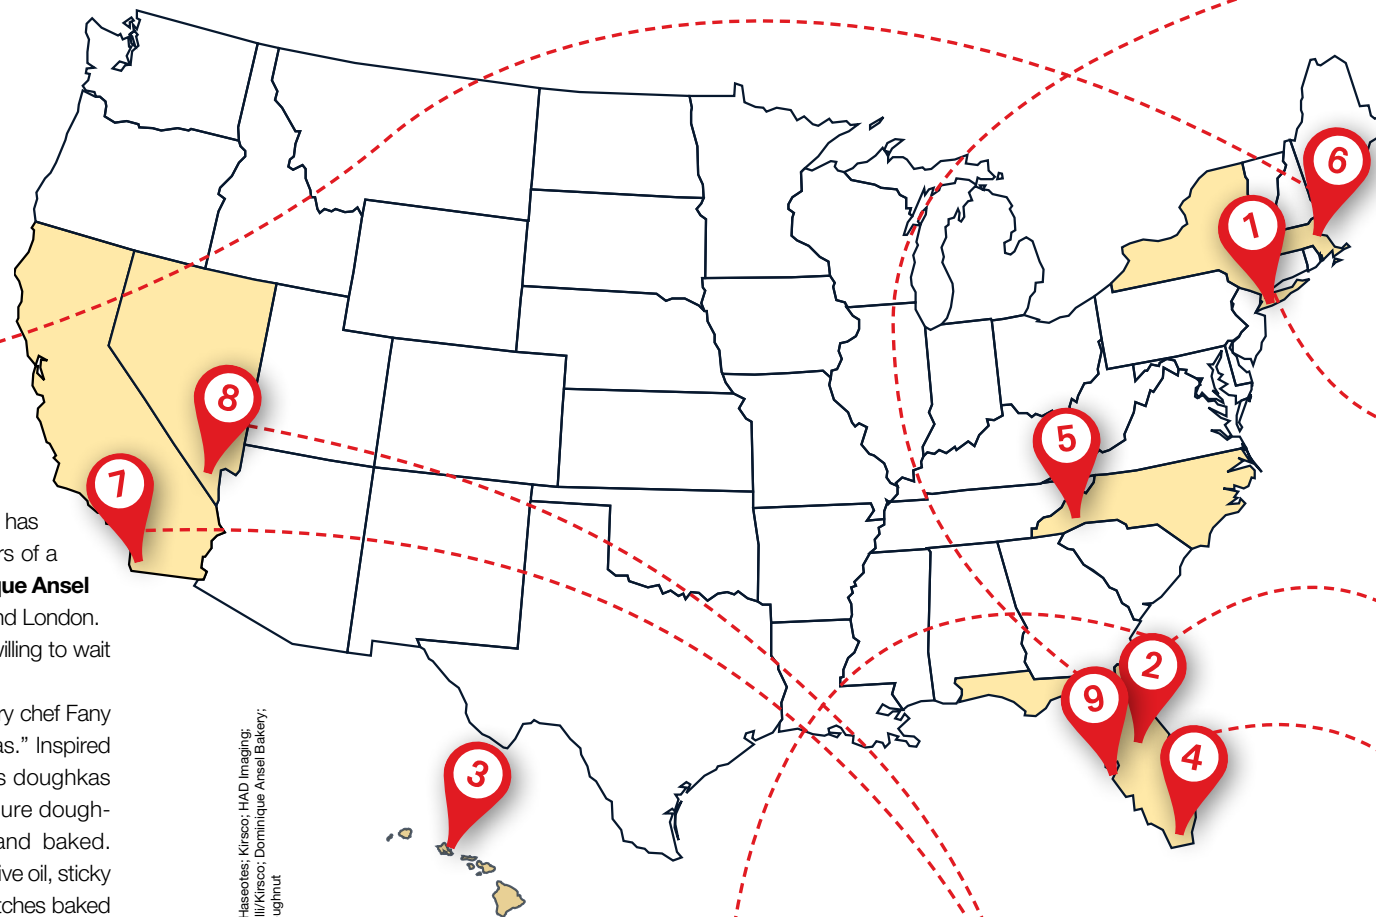 has
rs of a
que Ansel
nd London.
willing to wait
ry chef Fany
as.” Inspired
s doughkas
ure dough-
and baked.
ive oil, sticky
tches baked
Haseotes; Kirsco; HAD Imaging;
lli/Kirsco; Dominique Ansel Bakery;
ughnut
6
1
8
5
7
2
9
4
3